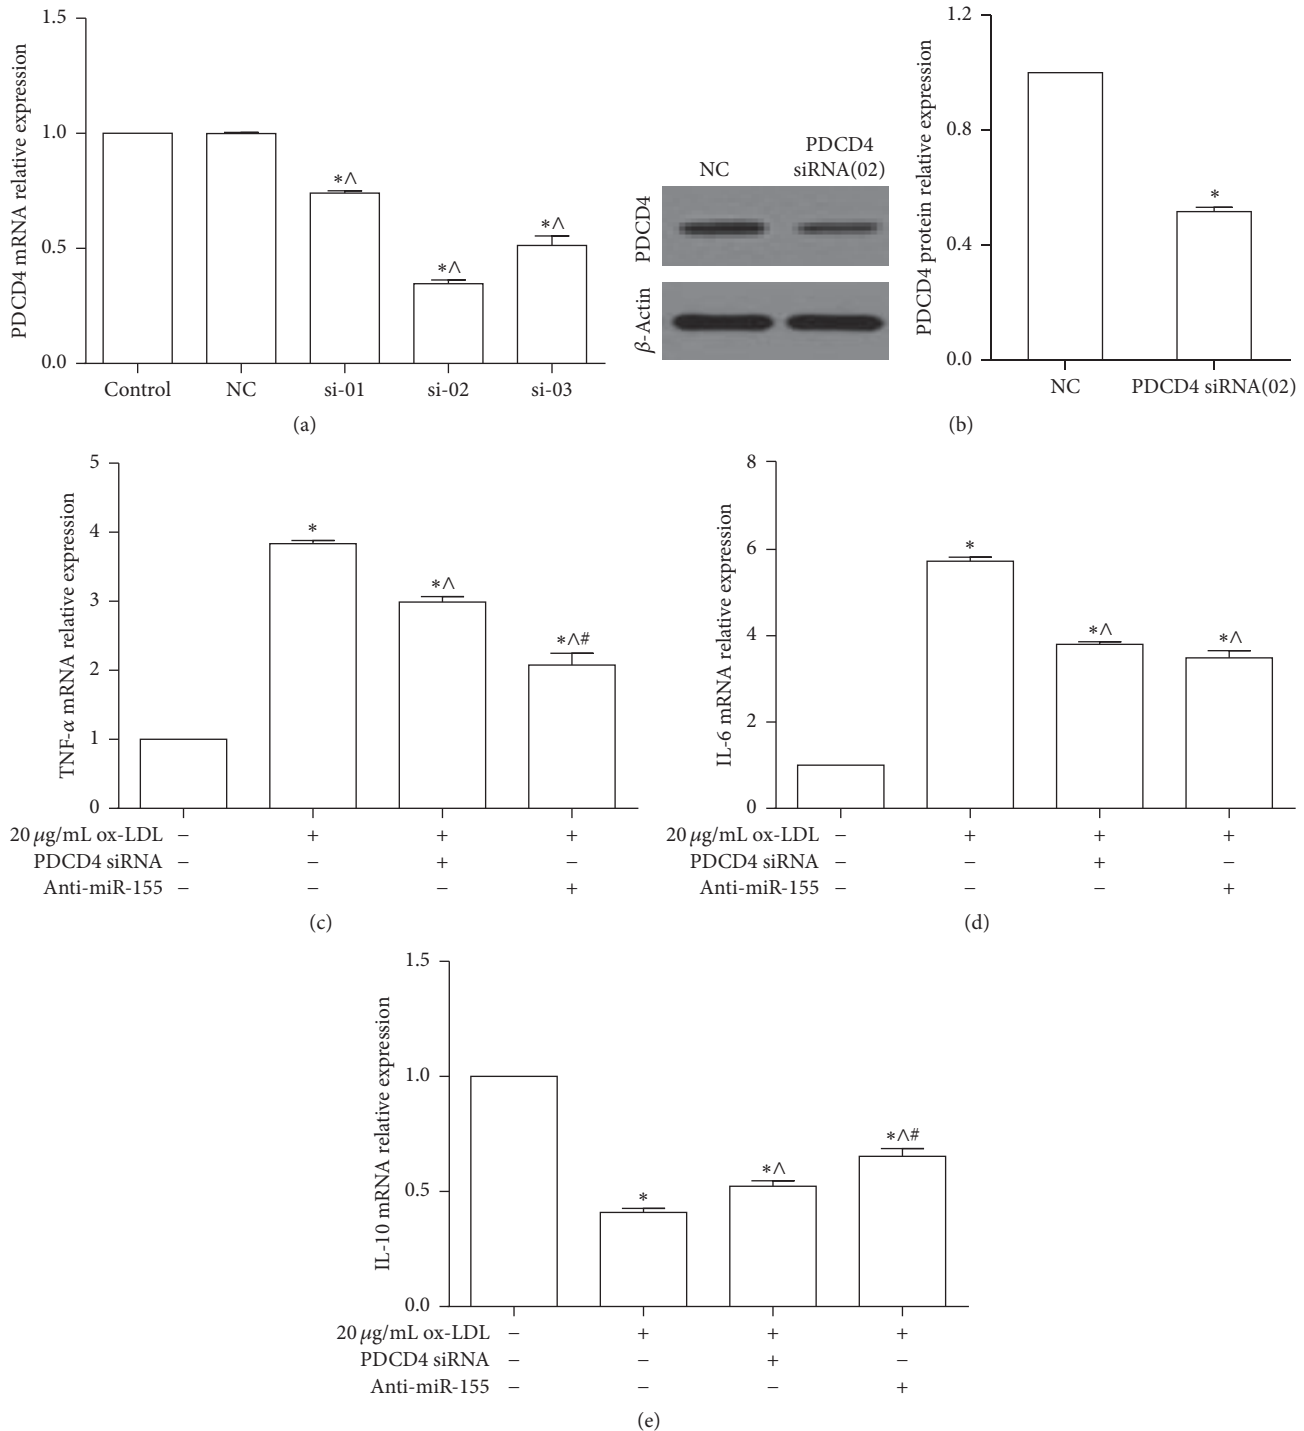 PDCD4 mRNA relative expression
1.5
1.0
0.5
0.0
*^
*^
*^
Control NC si-01 si-02 si-03
(a)
NC
PDCD4
siRNA(02)
PDCD4
β-Actin
PDCD4 protein relative expression
1.2
0.8
0.4
0.0
*
NC PDCD4 siRNA(02)
(b)
TNF-α mRNA relative expression
5
4
3
2
1
0
*
*^
*^#
20 μg/mL ox-LDL − + + +
PDCD4 siRNA − − + −
Anti-miR-155 − − − +
(c)
IL-6 mRNA relative expression
8
6
4
2
0
*
*^
*^
20 μg/mL ox-LDL − + + +
PDCD4 siRNA − − + −
Anti-miR-155 − − − +
(d)
IL-10 mRNA relative expression
1.5
1.0
0.5
0.0
*
*^
*^#
20 μg/mL ox-LDL − + + +
PDCD4 siRNA − − + −
Anti-miR-155 − − − +
(e)